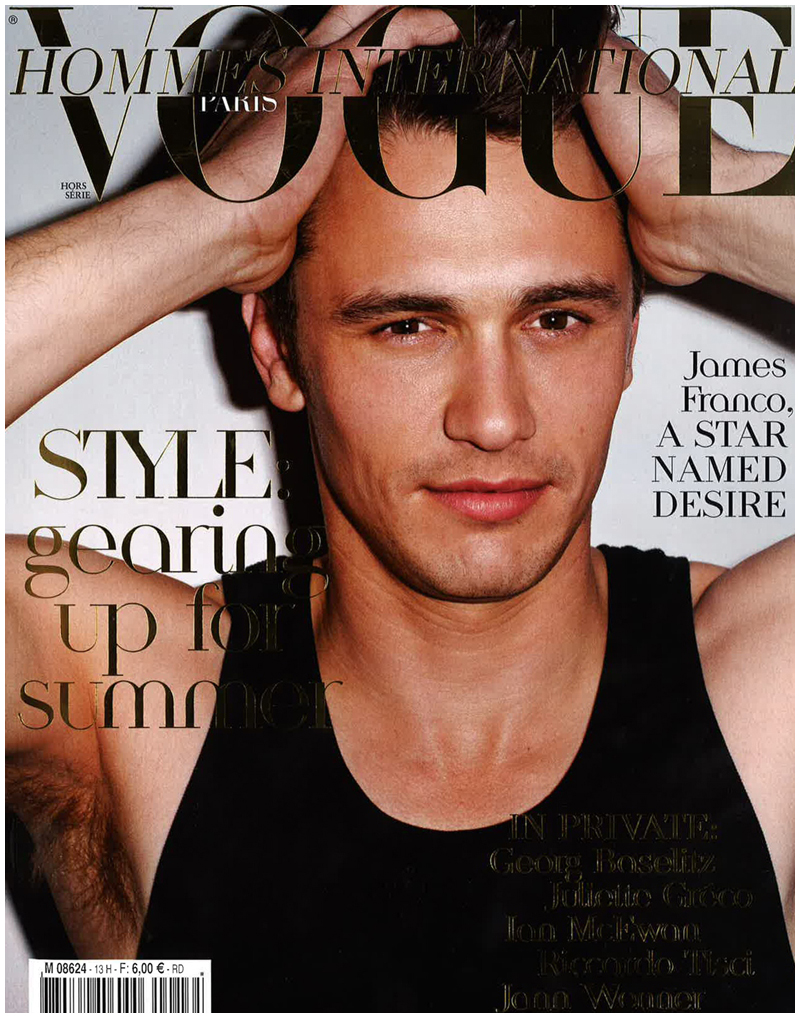 ®
VOGUE
HOMMES INTERNATIONAL
PARIS
HORS
SÉRIE
James
Franco,
A STAR
NAMED
DESIRE
STYLE:
gearing
up for
summer
IN PRIVATE:
Georg Baselitz
Juliette Gréco
Ian McEwan
Riccardo Tisci
Jann Wenner
M 08624 - 13 H - F: 6,00 € - RD